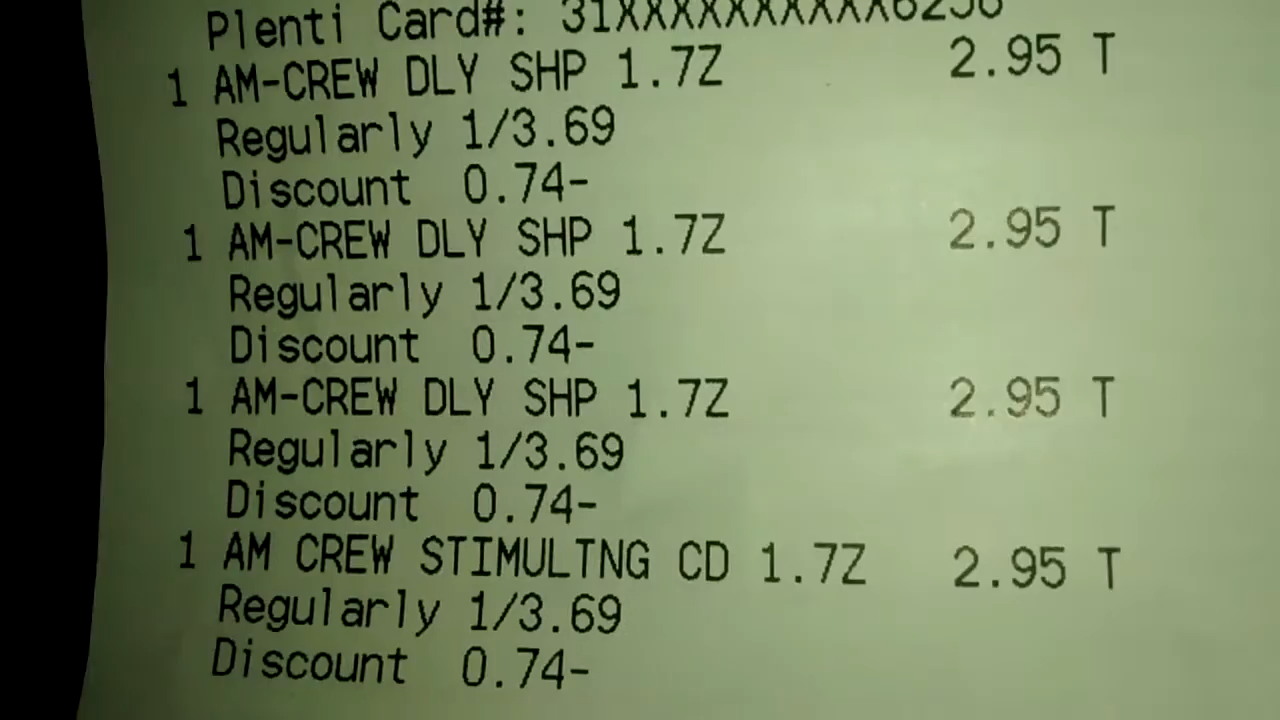 Plenti Card#: 31XXXXXXXXXXX6230
1 AM-CREW DLY SHP 1.7Z 2.95 T
Regularly 1/3.69
Discount 0.74-
1 AM-CREW DLY SHP 1.7Z 2.95 T
Regularly 1/3.69
Discount 0.74-
1 AM-CREW DLY SHP 1.7Z 2.95 T
Regularly 1/3.69
Discount 0.74-
1 AM CREW STIMULTNG CD 1.7Z 2.95 T
Regularly 1/3.69
Discount 0.74-